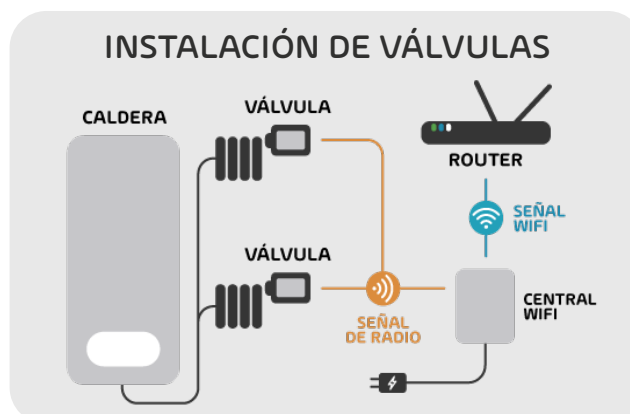 INSTALACIÓN DE VÁLVULAS
CALDERA
VÁLVULA
ROUTER
SEÑAL
WIFI
VÁLVULA
CENTRAL
WIFI
SEÑAL
DE RADIO